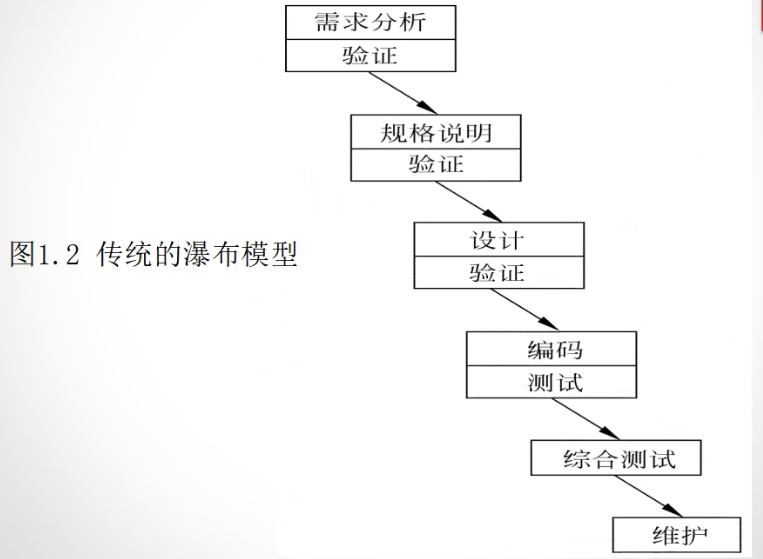 需求分析
验证
规格说明
验证
图1.2 传统的瀑布模型
设计
验证
编码
测试
综合测试
维护